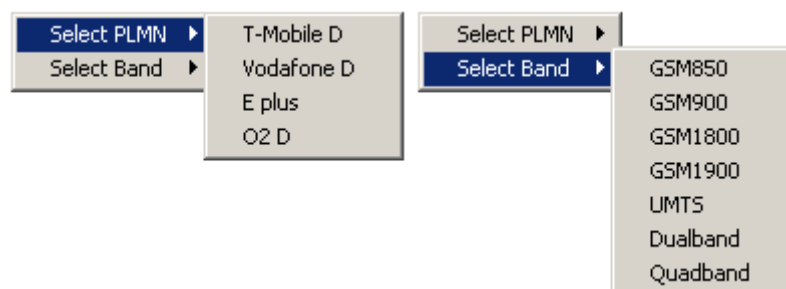 Select PLMN
Select Band
T-Mobile D
Vodafone D
E plus
O2 D
Select PLMN
Select Band
GSM850
GSM900
GSM1800
GSM1900
UMTS
Dualband
Quadband